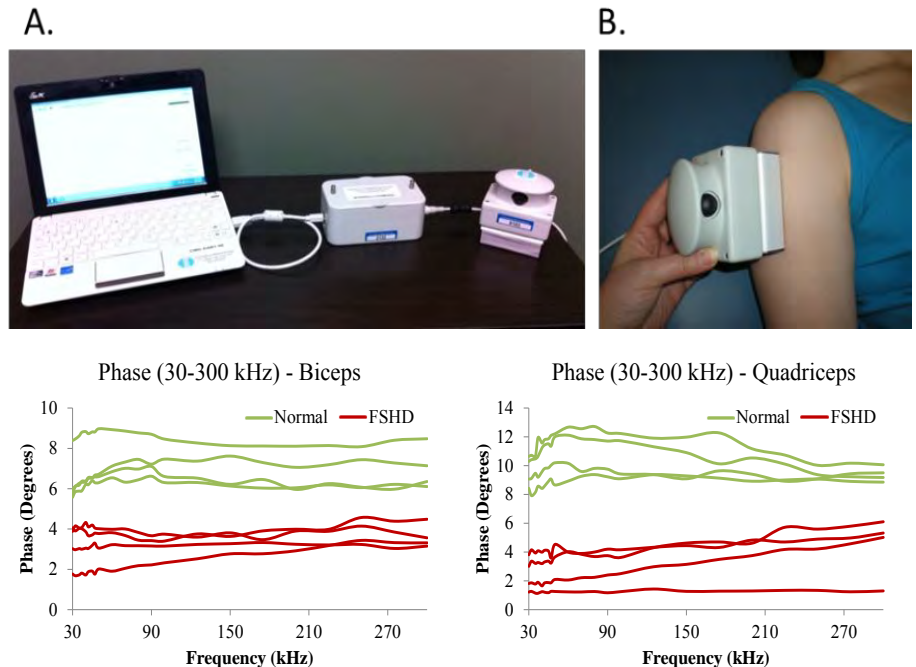 A.
B.
Phase (30-300 kHz) - Biceps
10
8
6
4
2
0
Normal
FSHD
30
90
150
210
270
Phase (Degrees)
Frequency (kHz)
Phase (30-300 kHz) - Quadriceps
14
12
10
8
6
4
2
0
Normal
FSHD
30
90
150
210
270
Phase (Degrees)
Frequency (kHz)